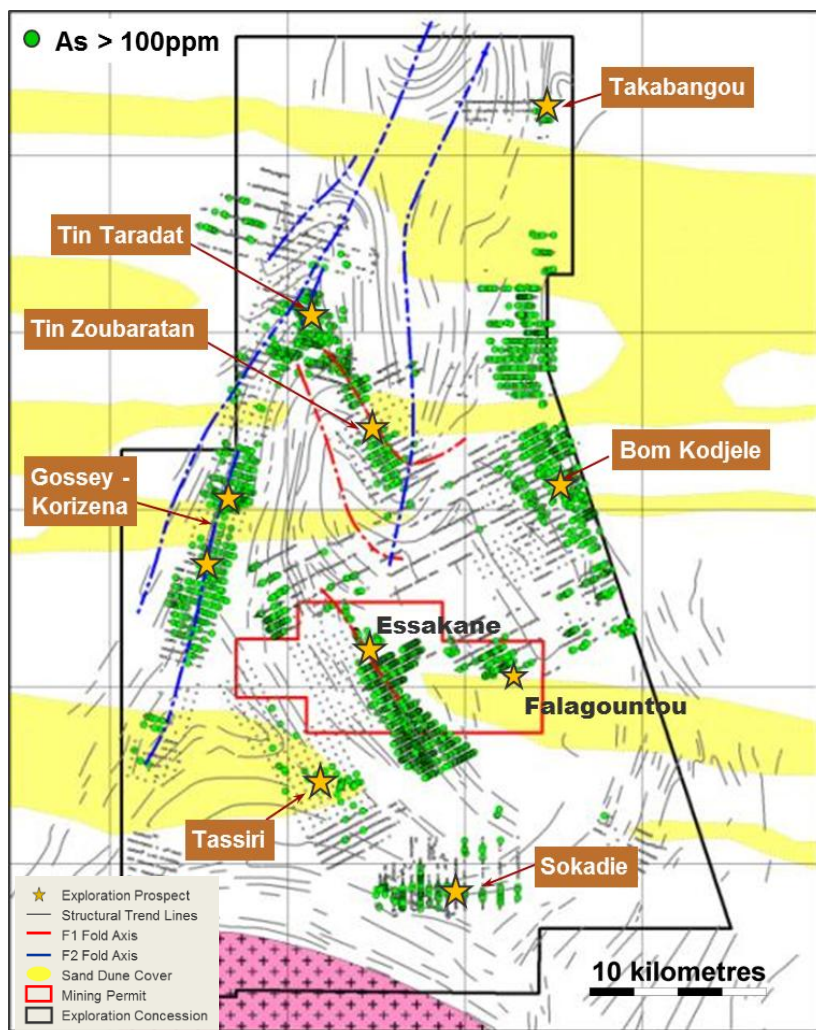 As > 100ppm
Takabangou
Tin Taradat
Tin Zoubaratan
Gossey -
Korizena
Bom Kodjele
Essakane
Falagountou
Tassiri
Sokadie
Exploration Prospect
Structural Trend Lines
F1 Fold Axis
F2 Fold Axis
Sand Dune Cover
Mining Permit
Exploration Concession
10 kilometres